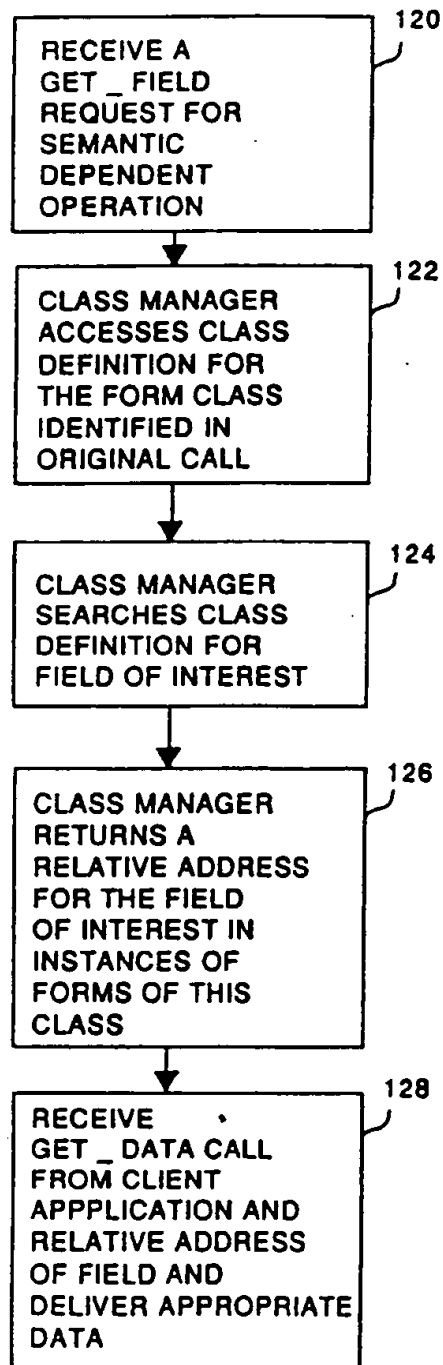 120
RECEIVE A
GET _ FIELD
REQUEST FOR
SEMANTIC
DEPENDENT
OPERATION
122
CLASS MANAGER
ACCESSES CLASS
DEFINITION FOR
THE FORM CLASS
IDENTIFIED IN
ORIGINAL CALL
124
CLASS MANAGER
SEARCHES CLASS
DEFINITION FOR
FIELD OF INTEREST
126
CLASS MANAGER
RETURNS A
RELATIVE ADDRESS
FOR THE FIELD
OF INTEREST IN
INSTANCES OF
FORMS OF THIS
CLASS
128
RECEIVE
GET _ DATA CALL
FROM CLIENT
APPPLICATION AND
RELATIVE ADDRESS
OF FIELD AND
DELIVER APPROPRIATE
DATA